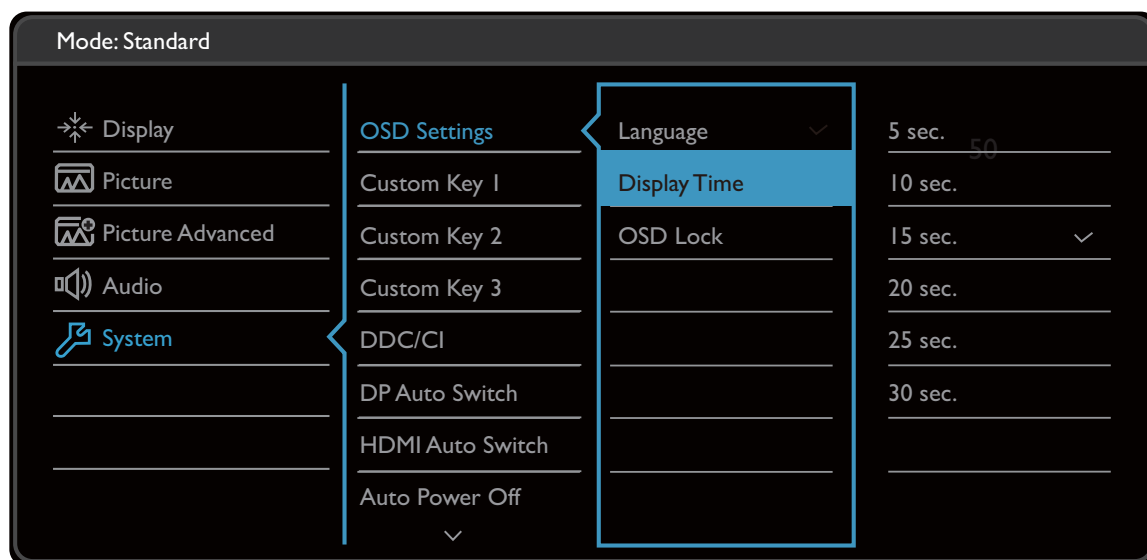 Mode: Standard
Display
Picture
Picture Advanced
Audio
System
OSD Settings
Custom Key 1
Custom Key 2
Custom Key 3
DDC/CI
DP Auto Switch
HDMI Auto Switch
Auto Power Off
Language
Display Time
OSD Lock
5 sec.
50
10 sec.
15 sec.
20 sec.
25 sec.
30 sec.